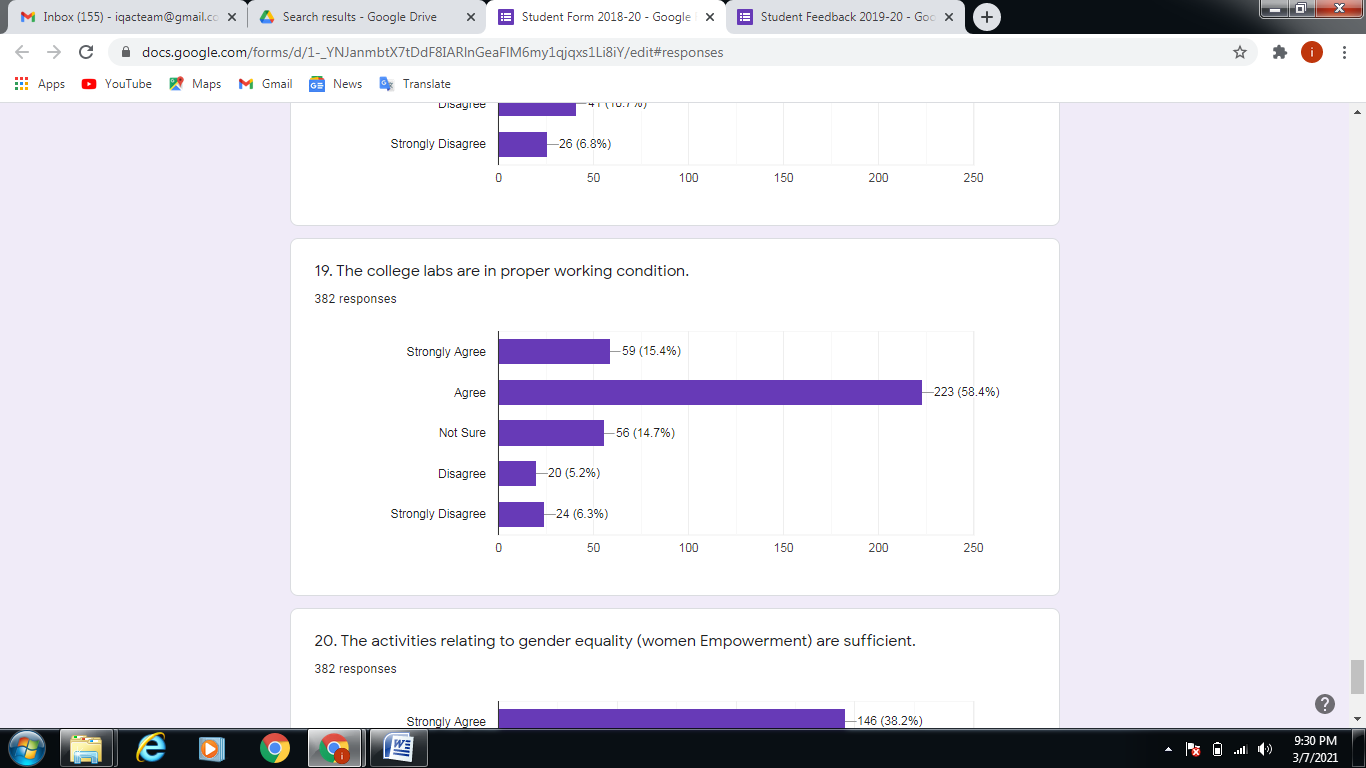 Inbox (155) - iqacteam@gmail.co
Search results - Google Drive
Student Form 2018-20 - Google
Student Feedback 2019-20 - Goo
docs.google.com/forms/d/1-_YNJanmbtX7tDdF8IARlnGeaFIM6my1qjqxs1Li8iY/edit#responses
Apps YouTube Maps Gmail News Translate
Disagree 41 (10.7%)
Strongly Disagree 26 (6.8%)
0 50 100 150 200 250
19. The college labs are in proper working condition.
382 responses
Strongly Agree 59 (15.4%)
Agree 223 (58.4%)
Not Sure 56 (14.7%)
Disagree 20 (5.2%)
Strongly Disagree 24 (6.3%)
0 50 100 150 200 250
20. The activities relating to gender equality (women Empowerment) are sufficient.
382 responses
Strongly Agree 146 (38.2%)
9:30 PM
3/7/2021